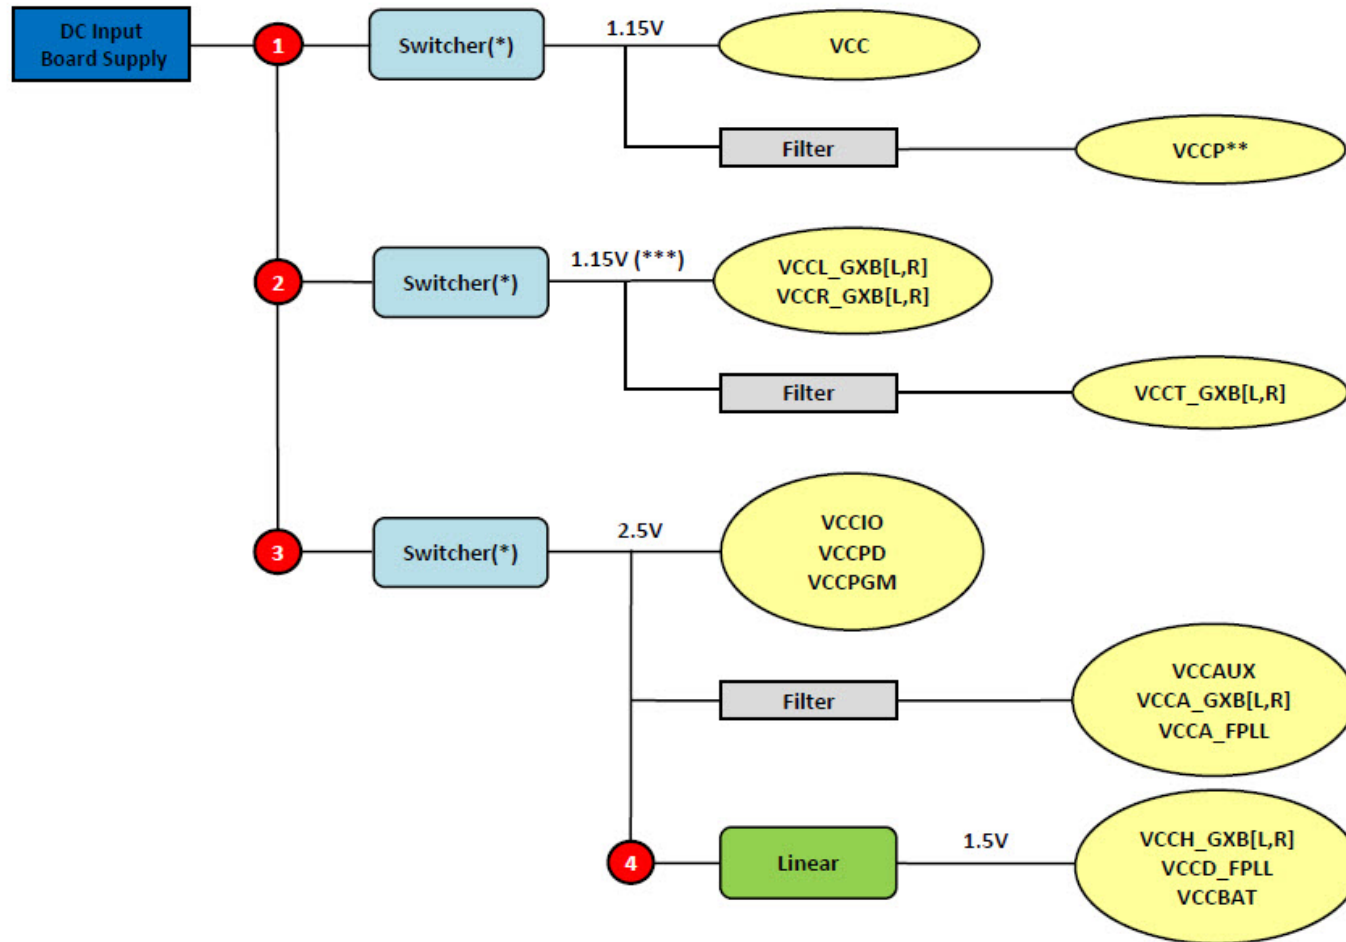 DC Input
Board Supply
1
Switcher(*)
1.15V
VCC
Filter
VCCP**
2
Switcher(*)
1.15V (***)
VCCL_GXB[L,R]
VCCR_GXB[L,R]
Filter
VCCT_GXB[L,R]
3
Switcher(*)
2.5V
VCCIO
VCCPD
VCCPGM
Filter
VCCAUX
VCCA_GXB[L,R]
VCCA_FPLL
4
Linear
1.5V
VCCH_GXB[L,R]
VCCD_FPLL
VCCBAT